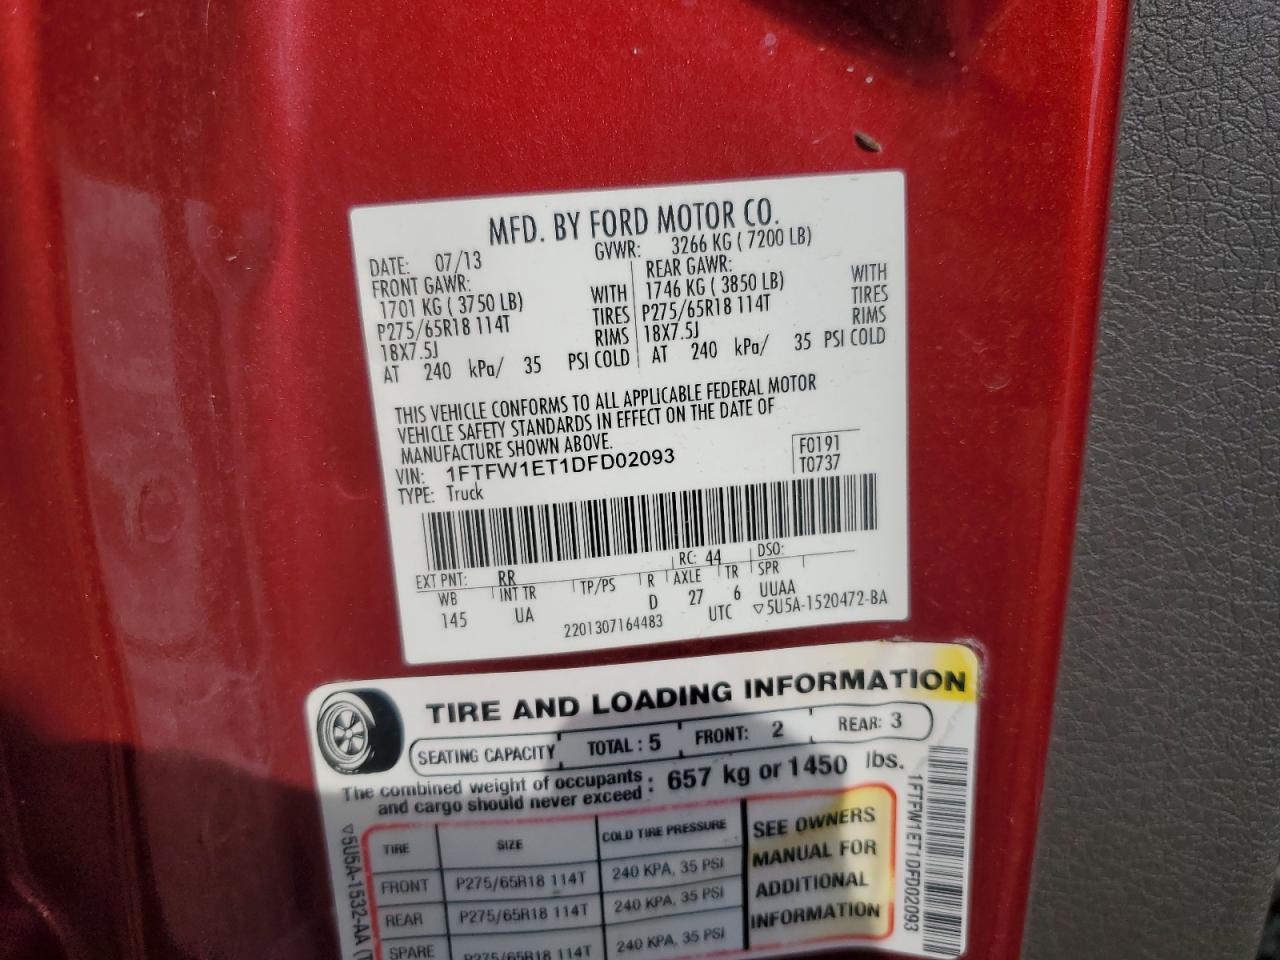 MFD. BY FORD MOTOR CO.
DATE: 07/13 GVWR: 3266 KG ( 7200 LB)
FRONT GAWR: REAR GAWR:
1701 KG ( 3750 LB) WITH 1746 KG ( 3850 LB) WITH
P275/65R18 114T TIRES P275/65R18 114T TIRES
18X7.5J RIMS 18X7.5J RIMS
AT 240 kPa/ 35 PSI COLD AT 240 kPa/ 35 PSI COLD
THIS VEHICLE CONFORMS TO ALL APPLICABLE FEDERAL MOTOR
VEHICLE SAFETY STANDARDS IN EFFECT ON THE DATE OF
MANUFACTURE SHOWN ABOVE.
VIN: 1FTFW1ET1DFD02093 F0191
TYPE: Truck T0737
EXT PNT: RR RC: 44 DSO:
WB INT TR TP/PS R AXLE TR SPR
145 UA D 27 6 UUAA
2201307164483 UTC ▽5U5A-1520472-BA
TIRE AND LOADING INFORMATION
SEATING CAPACITY TOTAL : 5 FRONT: 2 REAR: 3
The combined weight of occupants : 657 kg or 1450 lbs.
and cargo should never exceed :
TIRE SIZE COLD TIRE PRESSURE
FRONT P275/65R18 114T 240 KPA, 35 PSI
REAR P275/65R18 114T 240 KPA, 35 PSI
SPARE P275/65R18 114T 240 KPA, 35 PSI
SEE OWNERS
MANUAL FOR
ADDITIONAL
INFORMATION
1FTFW1ET1DFD02093
▽5U5A-1532-AA (T